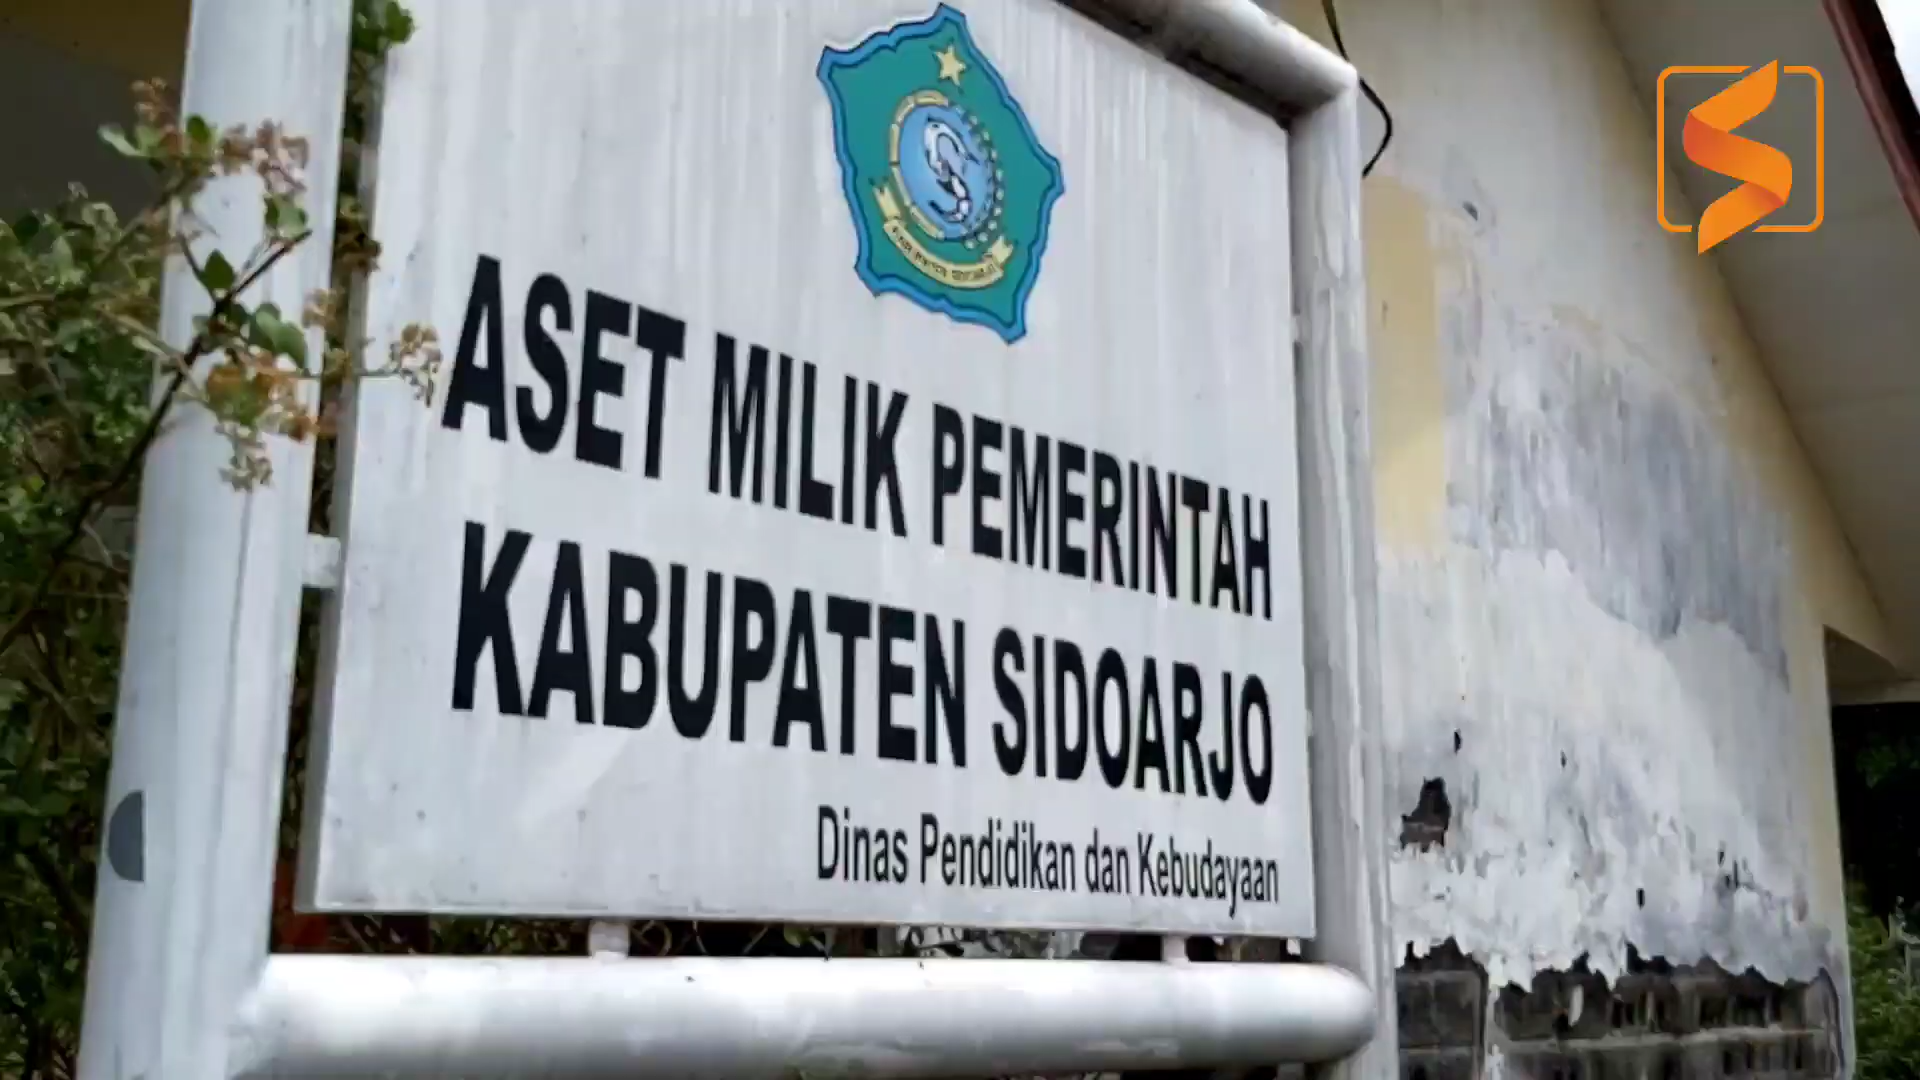 ASET MILIK PEMERINTAH
KABUPATEN SIDOARJO
Dinas Pendidikan dan Kebudayaan